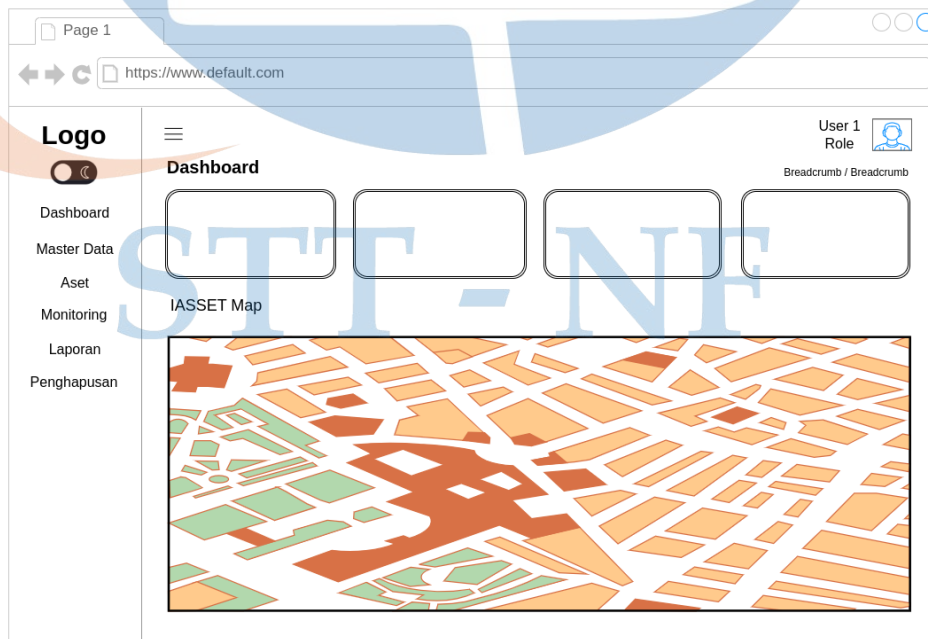 Page 1
https://www.default.com
Logo
User 1
Role
Dashboard
Breadcrumb / Breadcrumb
Dashboard
Master Data
Aset
Monitoring
Laporan
Penghapusan
IASSET Map
STT - NF